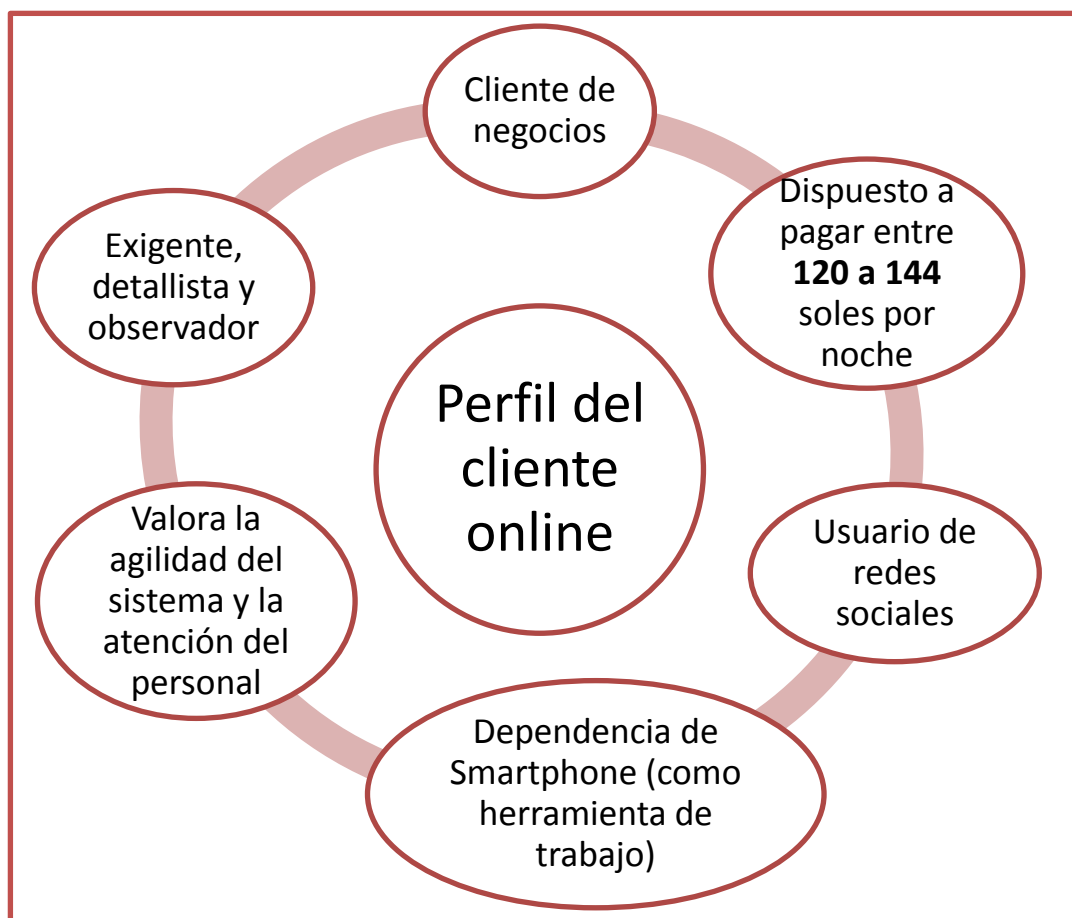 Cliente de
negocios
Dispuesto a
pagar entre
120 a 144
soles por
noche
Usuario de
redes
sociales
Dependencia de
Smartphone (como
herramienta de
trabajo)
Valora la
agilidad del
sistema y la
atención del
personal
Exigente,
detallista y
observador
Perfil del
cliente
online